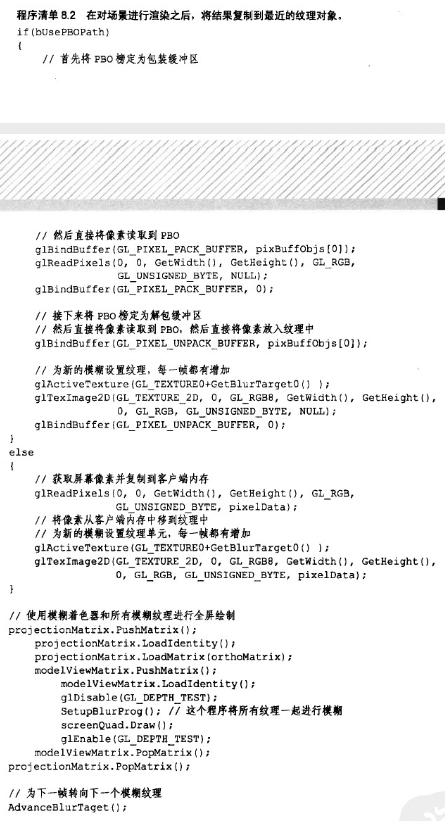 程序清单 8.2 在对场景进行渲染之后，将结果复制到最近的纹理对象。
if(bUsePBOPath)
{
// 首先将 PBO 榜定为包装缓冲区
// 然后直接将像素读取到 PBO
glBindBuffer(GL_PIXEL_PACK_BUFFER, pixBuffObjs[0]);
glReadPixels(0, 0, GetWidth(), GetHeight(), GL_RGB,
GL_UNSIGNED_BYTE, NULL);
glBindBuffer(GL_PIXEL_PACK_BUFFER, 0);
// 接下来将 PBO 榜定为解包缓冲区
// 然后直接将像素读取到 PBO，然后直接将像素放入纹理中
glBindBuffer(GL_PIXEL_UNPACK_BUFFER, pixBuffObjs[0]);
// 为新的模糊设置纹理，每一帧都有增加
glActiveTexture(GL_TEXTURE0+GetBlurTarget0() );
glTexImage2D(GL_TEXTURE_2D, 0, GL_RGB8, GetWidth(), GetHeight(),
0, GL_RGB, GL_UNSIGNED_BYTE, NULL);
glBindBuffer(GL_PIXEL_UNPACK_BUFFER, 0);
}
else
{
// 获取屏幕像素并复制到客户端内存
glReadPixels(0, 0, GetWidth(), GetHeight(), GL_RGB,
GL_UNSIGNED_BYTE, pixelData);
// 将像素从客户端内存中移到纹理中
// 为新的模糊设置纹理单元，每一帧都有增加
glActiveTexture(GL_TEXTURE0+GetBlurTarget0() );
glTexImage2D(GL_TEXTURE_2D, 0, GL_RGB8, GetWidth(), GetHeight(),
0, GL_RGB, GL_UNSIGNED_BYTE, pixelData);
}
// 使用模糊着色器和所有模糊纹理进行全屏绘制
projectionMatrix.PushMatrix();
projectionMatrix.LoadIdentity();
projectionMatrix.LoadMatrix(orthoMatrix);
modelViewMatrix.PushMatrix();
modelViewMatrix.LoadIdentity();
glDisable(GL_DEPTH_TEST);
SetupBlurProg(); // 这个程序将所有纹理一起进行模糊
screenQuad.Draw();
glEnable(GL_DEPTH_TEST);
modelViewMatrix.PopMatrix();
projectionMatrix.PopMatrix();
// 为下一帧转向下一个模糊纹理
AdvanceBlurTaget();